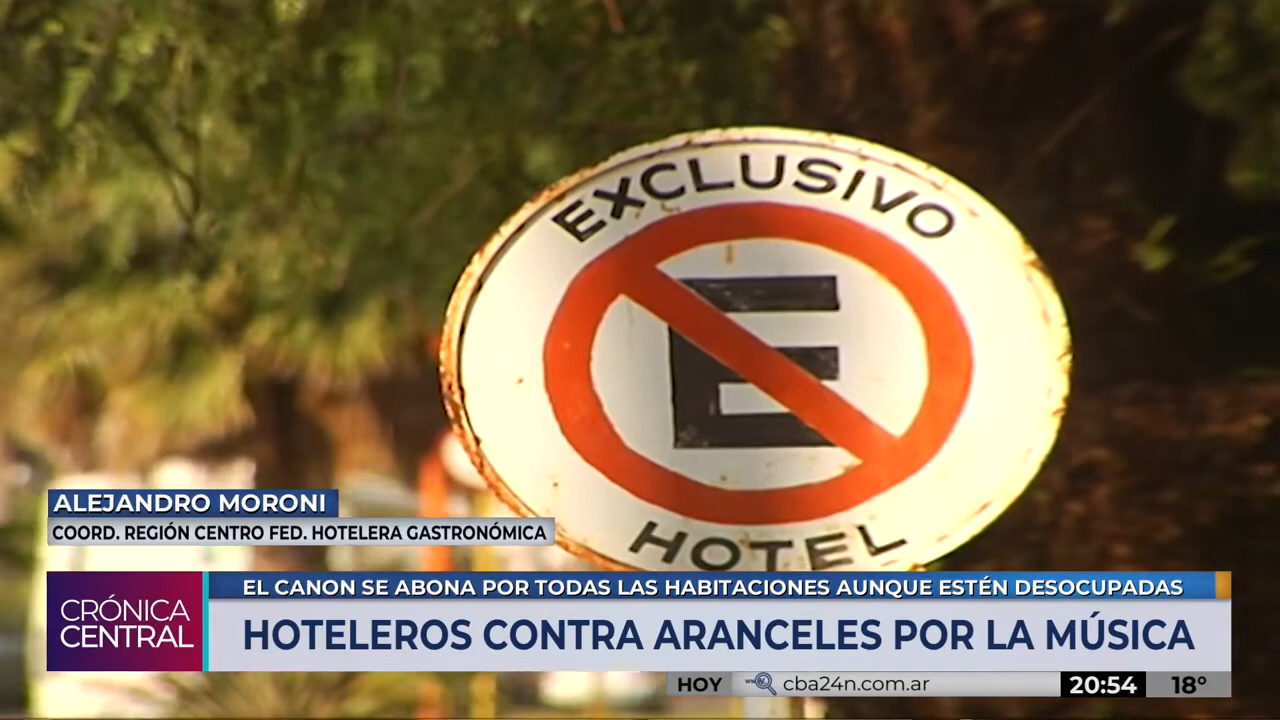 EXCLUSIVO
E
HOTEL
ALEJANDRO MORONI
COORD. REGIÓN CENTRO FED. HOTELERA GASTRONÓMICA
CRÓNICA
CENTRAL
EL CANON SE ABONA POR TODAS LAS HABITACIONES AUNQUE ESTÉN DESOCUPADAS
HOTELEROS CONTRA ARANCELES POR LA MÚSICA
HOY cba24n.com.ar 20:54 18°